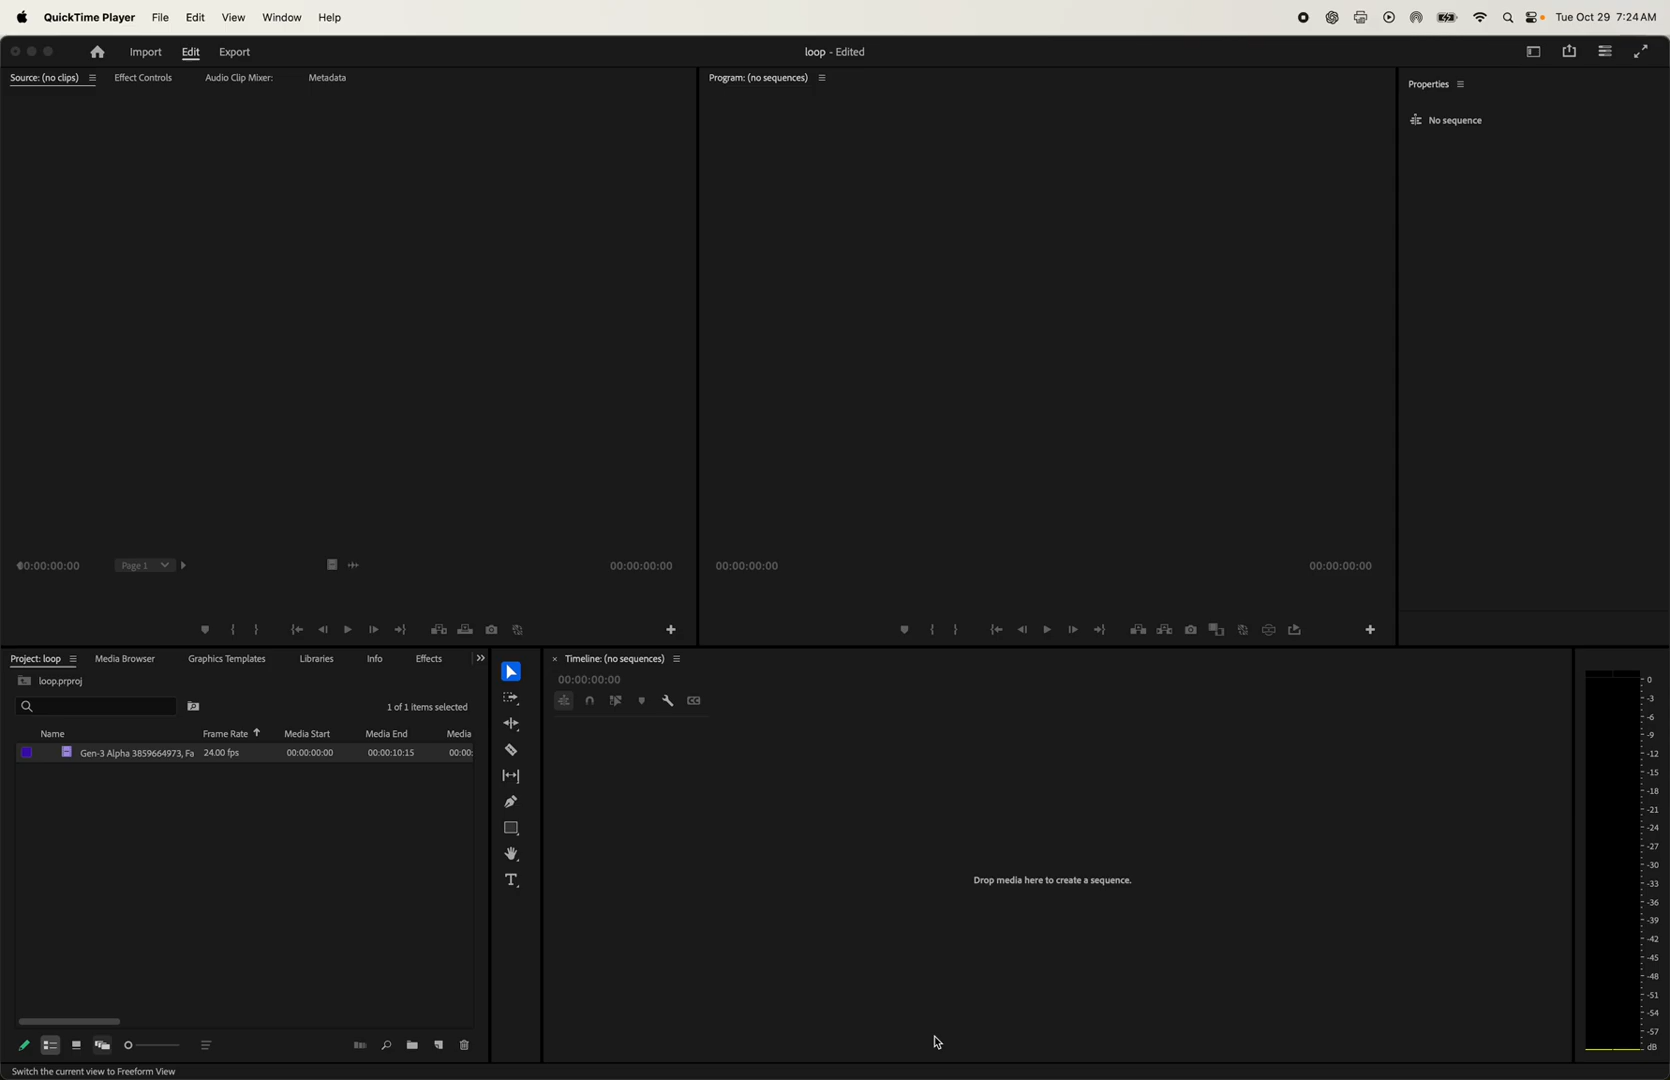 QuickTime Player File Edit View Window Help Tue Oct 29 7:24 AM
Import Edit Export loop - Edited
Source: (no clips) Effect Controls Audio Clip Mixer: Metadata
Program: (no sequences)
Properties
No sequence
00:00:00:00 Page 1 00:00:00:00
00:00:00:00 00:00:00:00
Project: loop Media Browser Graphics Templates Libraries Info Effects
loop.prproj
1 of 1 items selected
Name Frame Rate Media Start Media End Media
Gen-3 Alpha 3859664973, Fa 24.00 fps 00:00:00:00 00:00:10:15 00:00:
Timeline: (no sequences)
00:00:00:00
CC
T
Drop media here to create a sequence.
0
-3
-6
-9
-12
-15
-18
-21
-24
-27
-30
-33
-36
-39
-42
-45
-48
-51
-54
-57
dB
Switch the current view to Freeform View